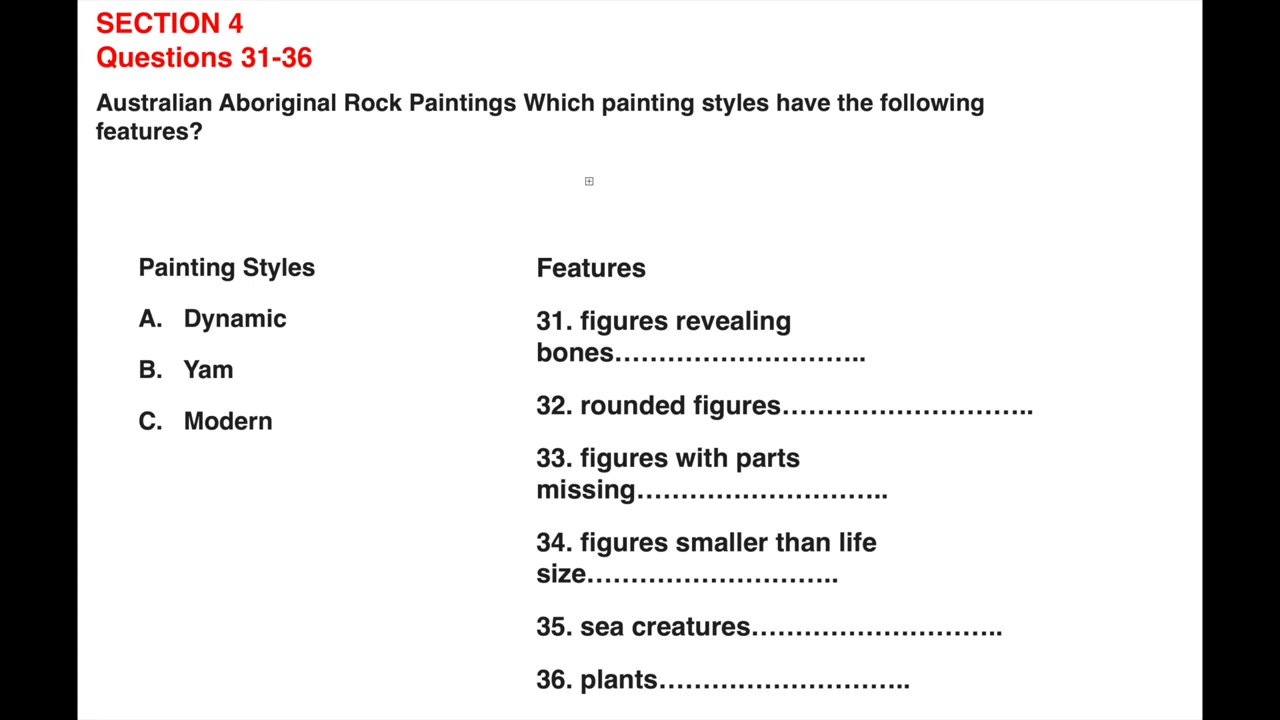 SECTION 4
Questions 31-36
Australian Aboriginal Rock Paintings Which painting styles have the following
features?
Painting Styles
A. Dynamic
B. Yam
C. Modern
Features
31. figures revealing
bones………………………..
32. rounded figures………………………..
33. figures with parts
missing………………………..
34. figures smaller than life
size………………………..
35. sea creatures………………………..
36. plants………………………..